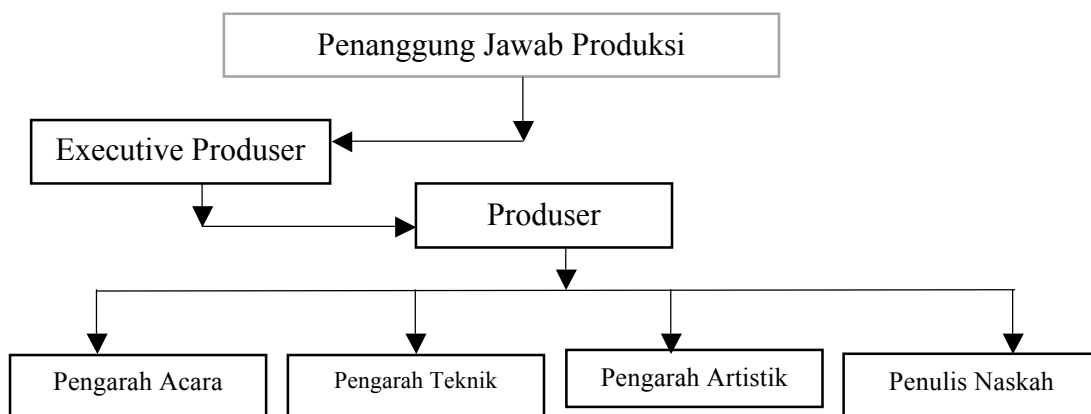 Penanggung Jawab Produksi
Executive Produser
Produser
Pengarah Acara
Pengarah Teknik
Pengarah Artistik
Penulis Naskah